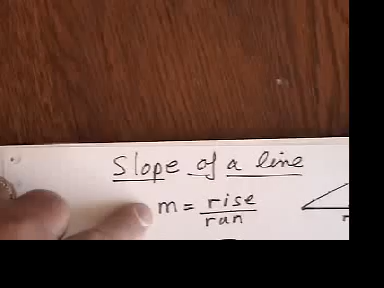 Slope of a line
m = rise/run